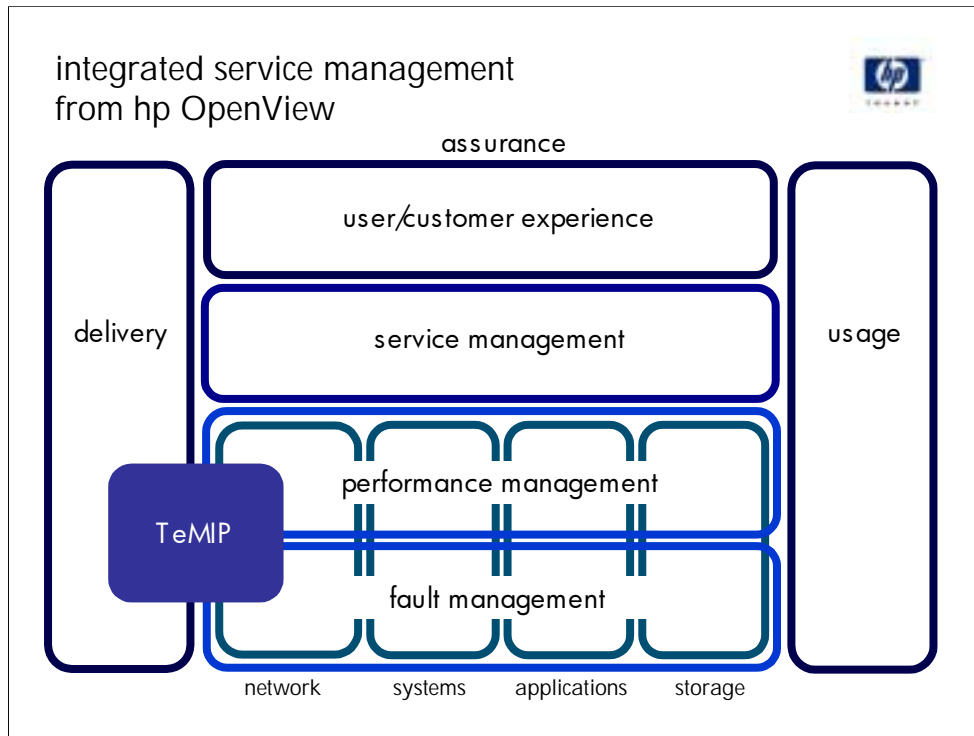 integrated service management
from hp OpenView
hp
assurance
user/customer experience
delivery
service management
usage
performance management
TeMIP
fault management
network
systems
applications
storage